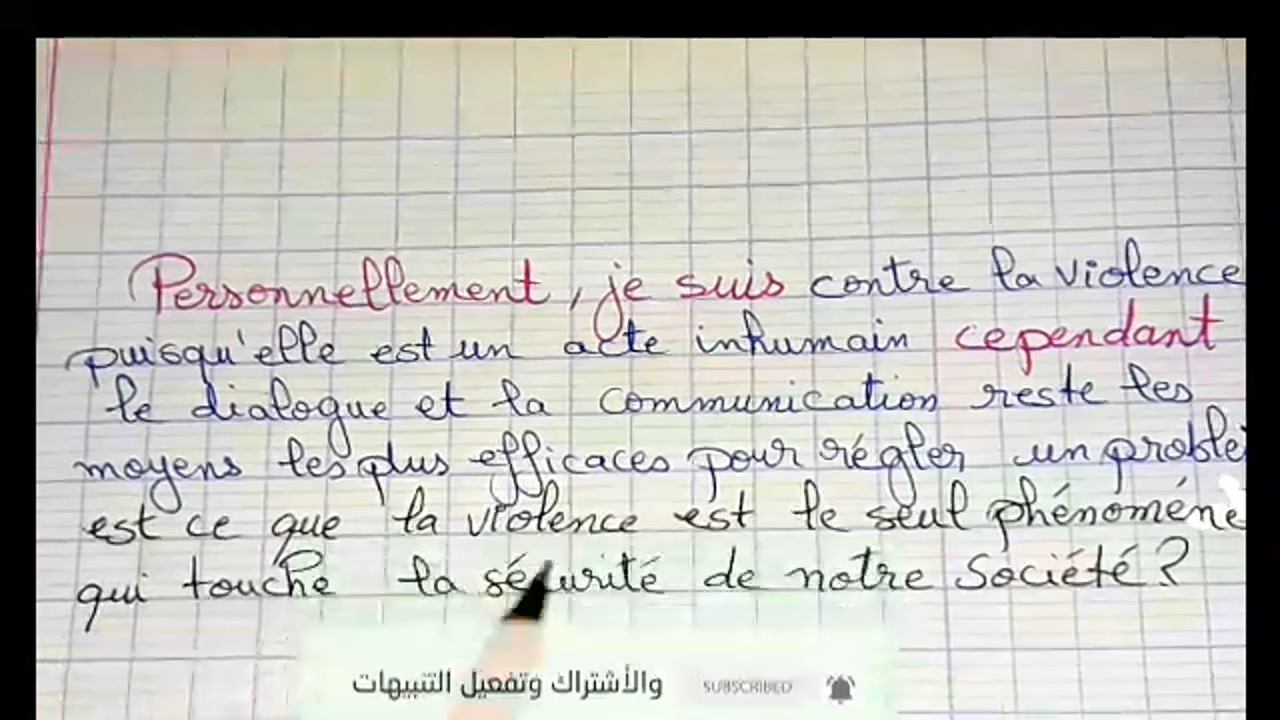 Personnellement, je suis contre la violence
puisqu'elle est un acte inhumain cependant
le dialogue et la communication reste les
moyens les plus efficaces pour régler un problè
est ce que la violence est le seul phénoméne
qui touche la sécurité de notre société?
والأشتراك وتفعيل التنبيهات
SUBSCRIBED